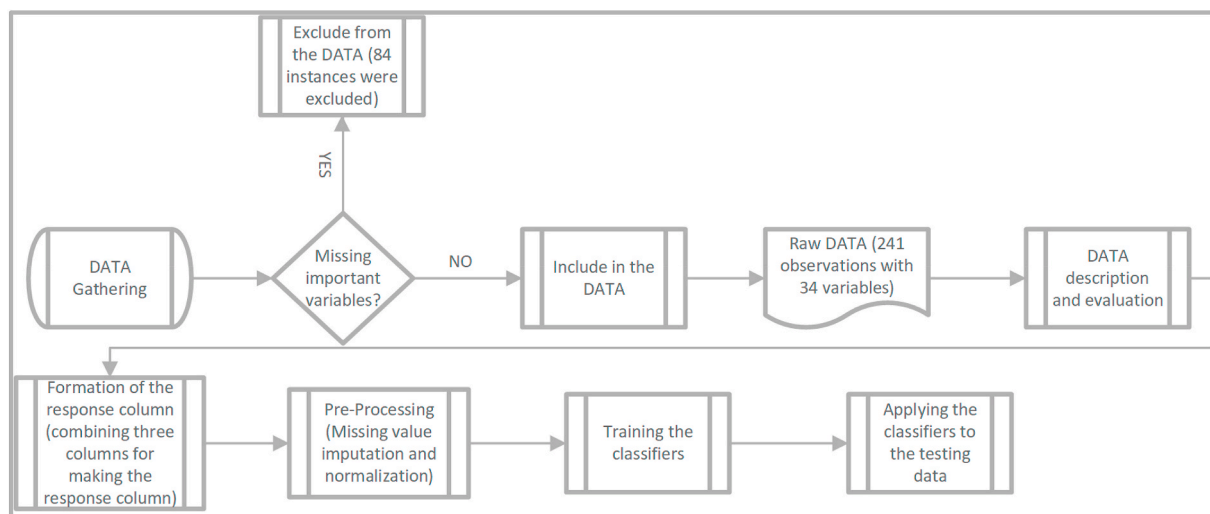 Exclude from
the DATA (84
instances were
excluded)
YES
DATA
Gathering
Missing
important
variables?
NO
Include in the
DATA
Raw DATA (241
observations with
34 variables)
DATA
description
and evaluation
Formation of the
response column
(combining three
columns for
making the
response column)
Pre-Processing
(Missing value
imputation and
normalization)
Training the
classifiers
Applying the
classifiers to
the testing
data